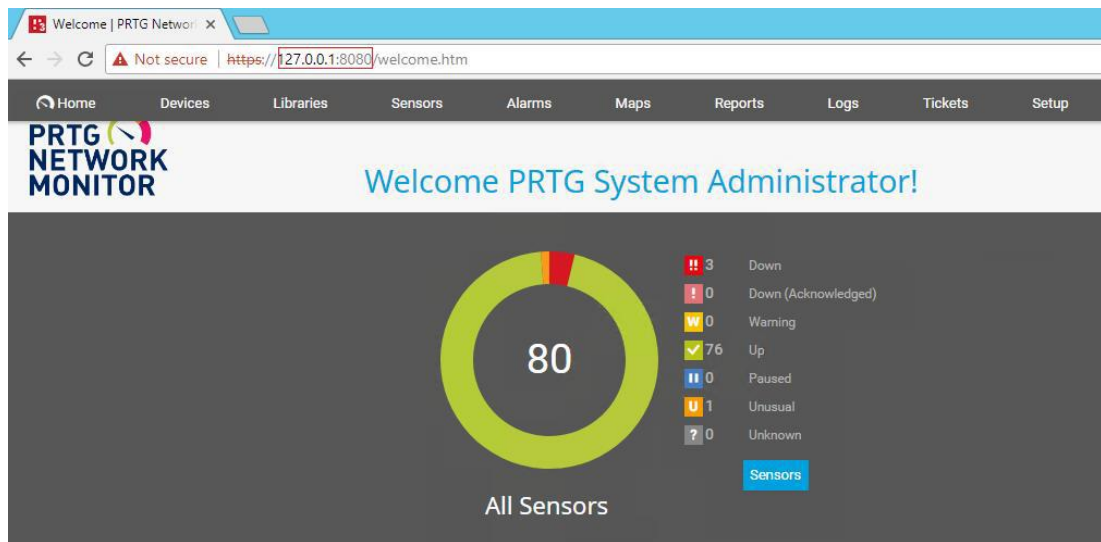 Welcome | PRTG Networ
Not secure | https://127.0.0.1:8080/welcome.htm
Home Devices Libraries Sensors Alarms Maps Reports Logs Tickets Setup
PRTG
NETWORK
MONITOR
Welcome PRTG System Administrator!
!! 3 Down
! 0 Down (Acknowledged)
W 0 Warning
76 Up
0 Paused
U 1 Unusual
? 0 Unknown
80
Sensors
All Sensors